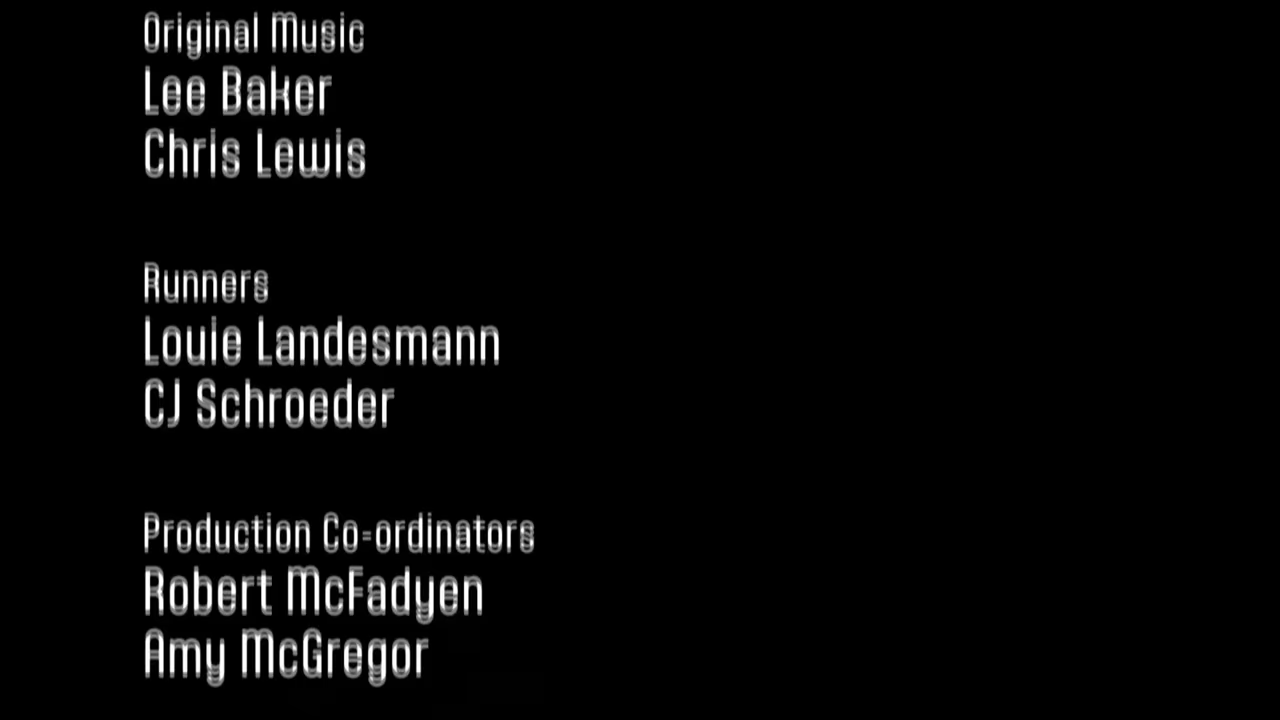 Original Music
Lee Baker
Chris Lewis
Runners
Louie Landesmann
CJ Schroeder
Production Co-ordinators
Robert McFadyen
Amy McGregor